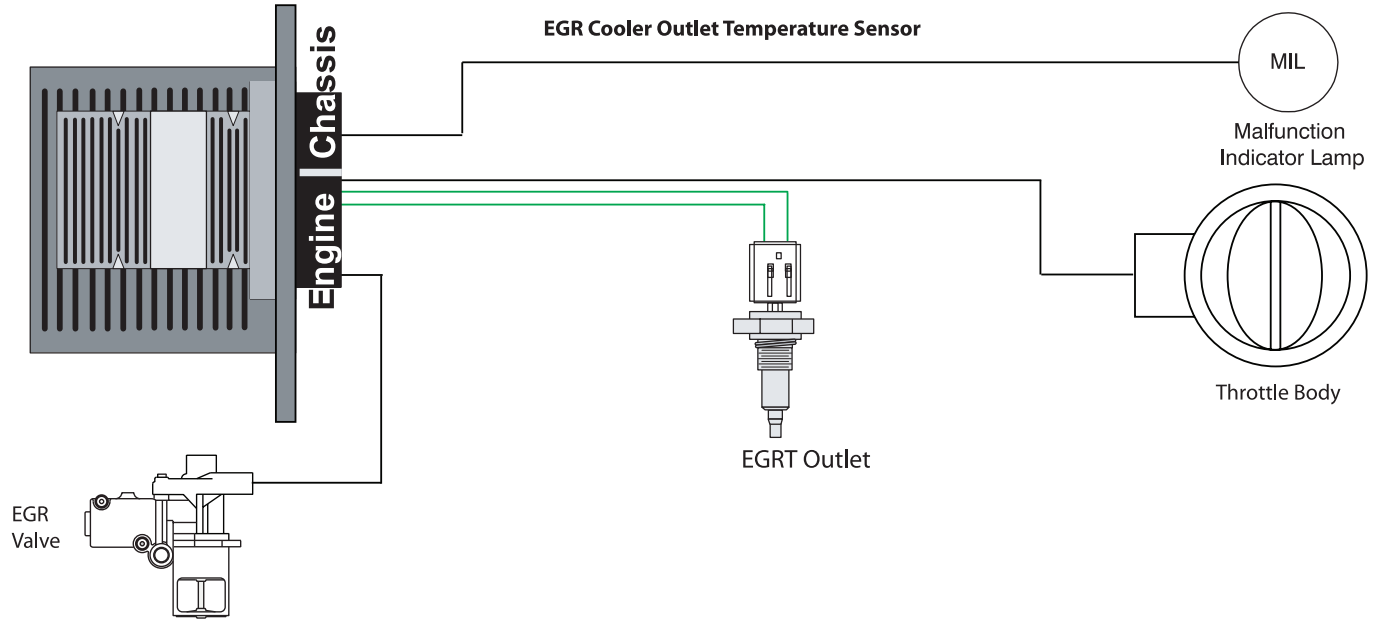 EGR Cooler Outlet Temperature Sensor
Chassis
Engine
MIL
Malfunction
Indicator Lamp
Throttle Body
EGRT Outlet
EGR
Valve